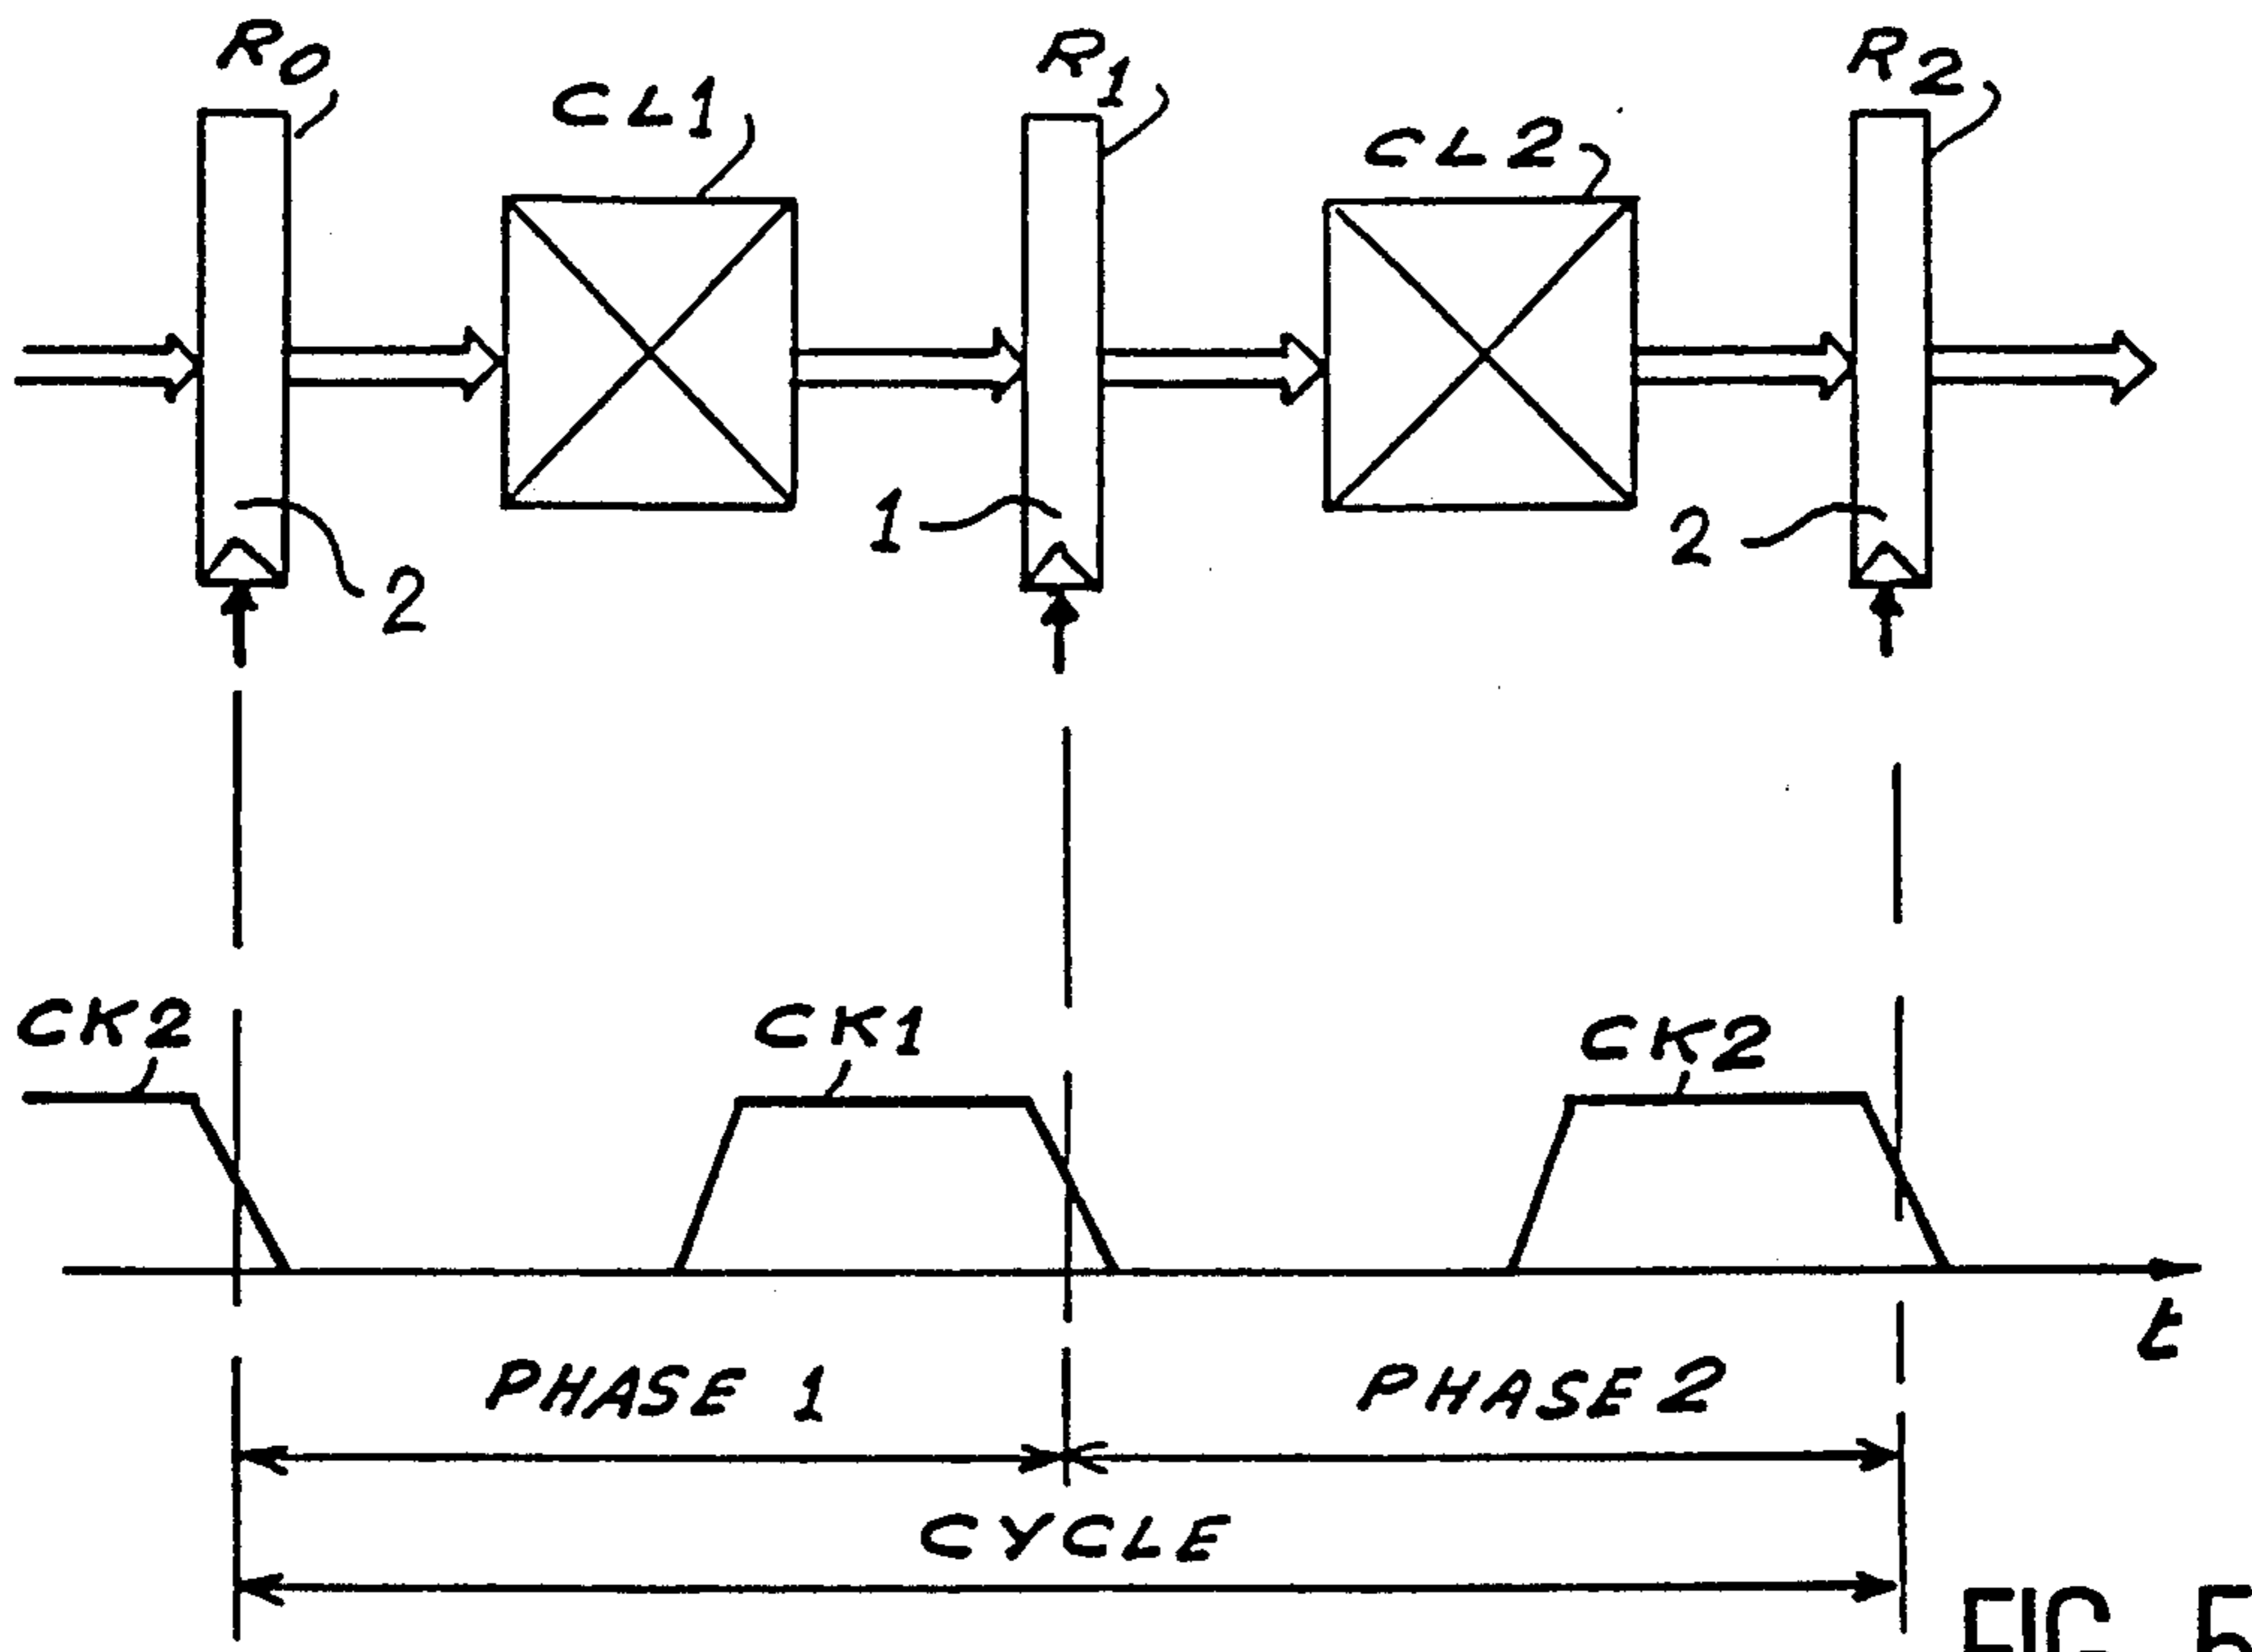 R0
R1
R2
CL1
CL2
2
1
2
CK2
CK1
CK2
t
PHASE 1
PHASE 2
CYCLE
FIG. 5